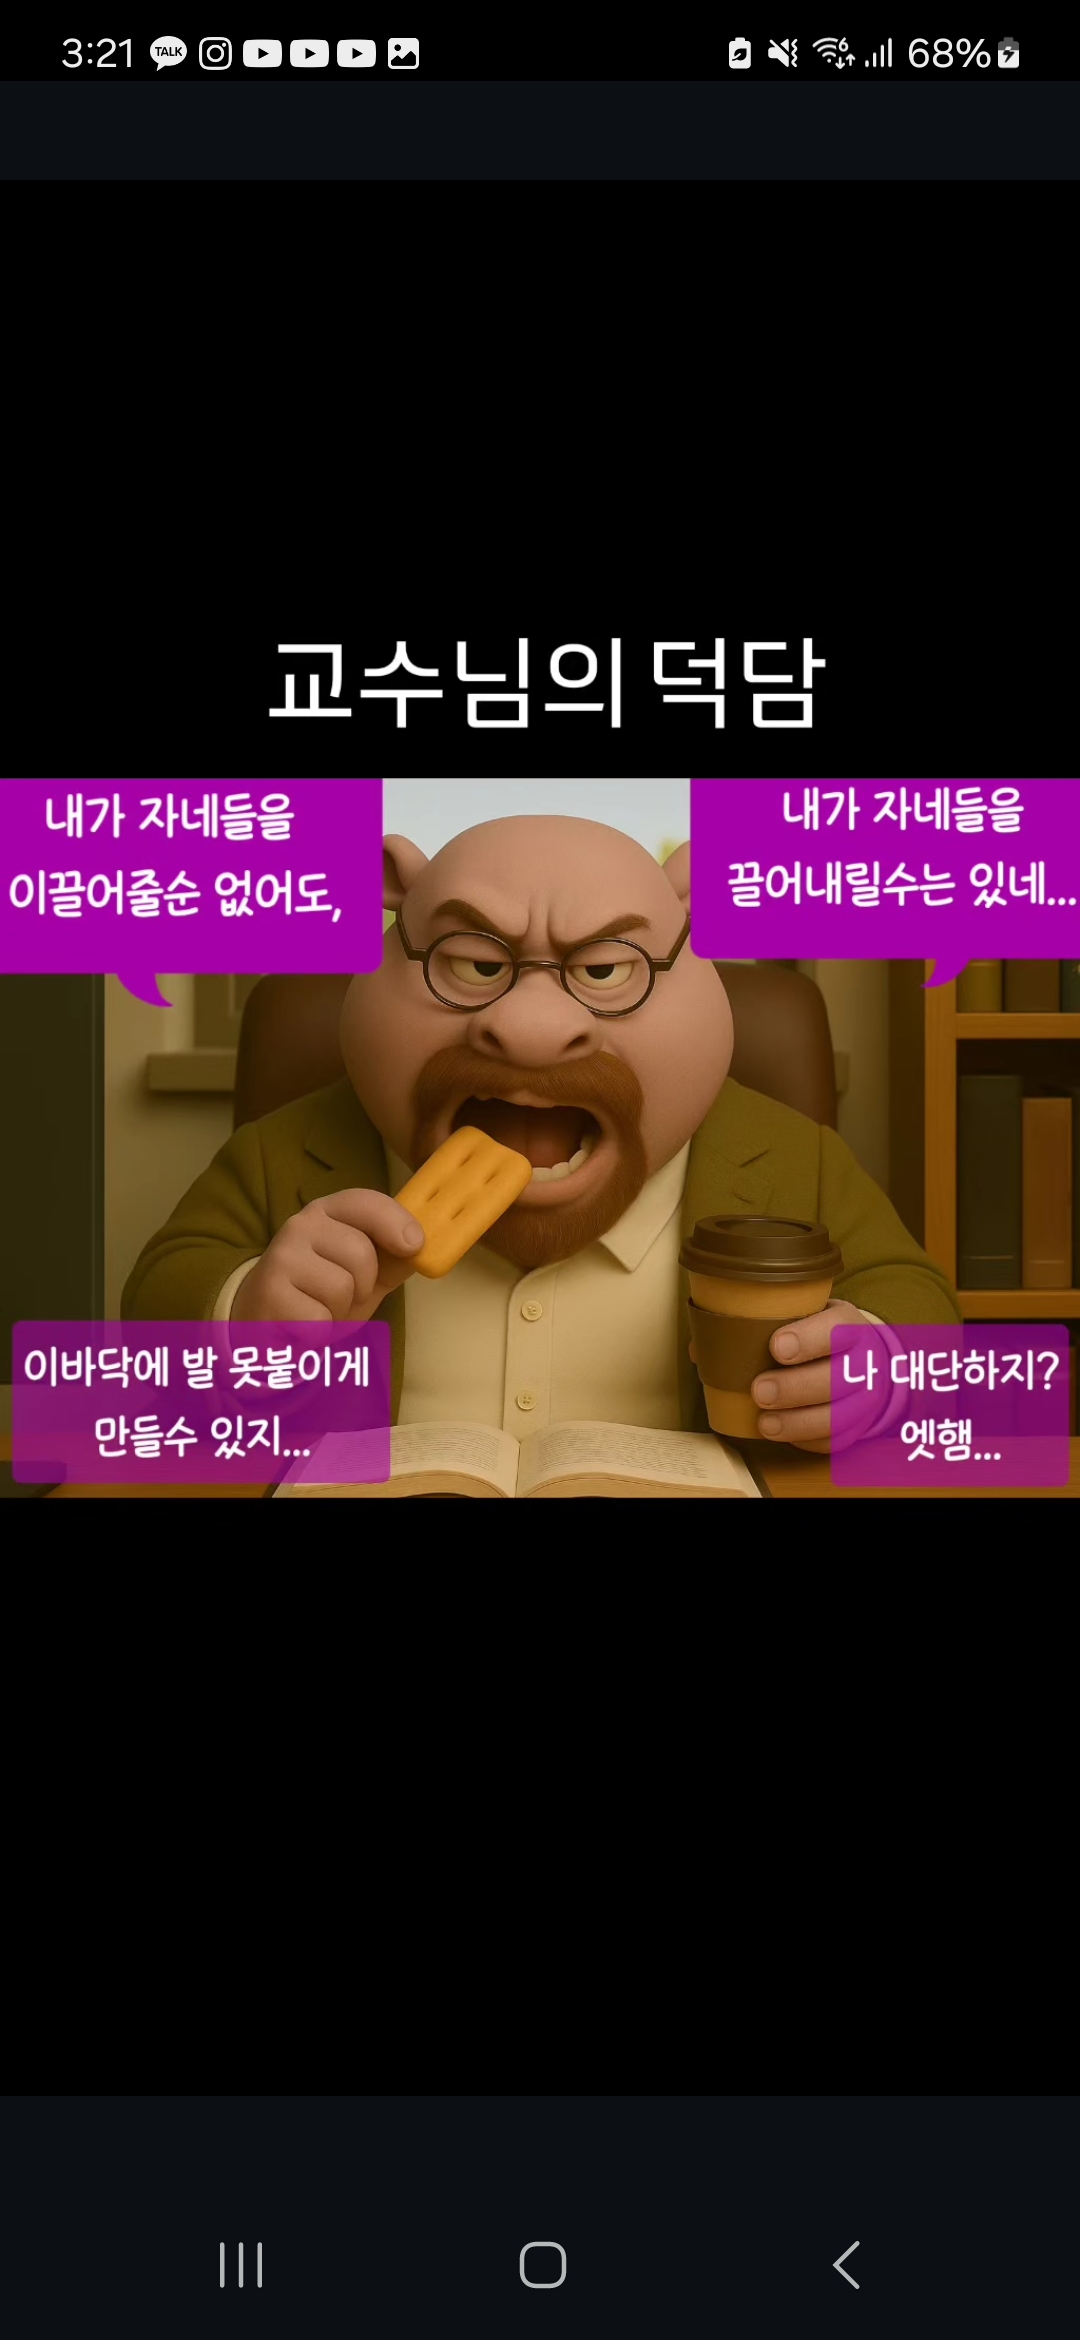 3:21
TALK
6
68%
교수님의 덕담
내가 자네들을
이끌어줄순 없어도,
내가 자네들을
끌어내릴수는 있네...
이바닥에 발 못붙이게
만들수 있지...
나 대단하지?
엣햄...